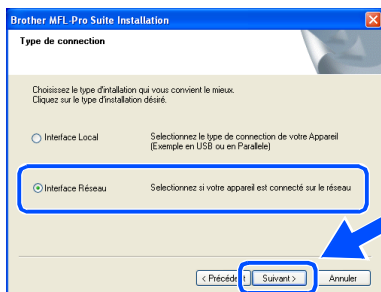 Brother MFL-Pro Suite Installation
Type de connection
Choisissez le type d'intallation qui vous convient le mieux.
Cliquez sur le type d'installation désiré.
Interface Local
Selectionnez le type de connection de votre Appareil
(Exemple en USB ou en Parallele)
Interface Réseau
Selectionnez si votre appareil est connecté sur le réseau
< Précédent
Suivant >
Annuler